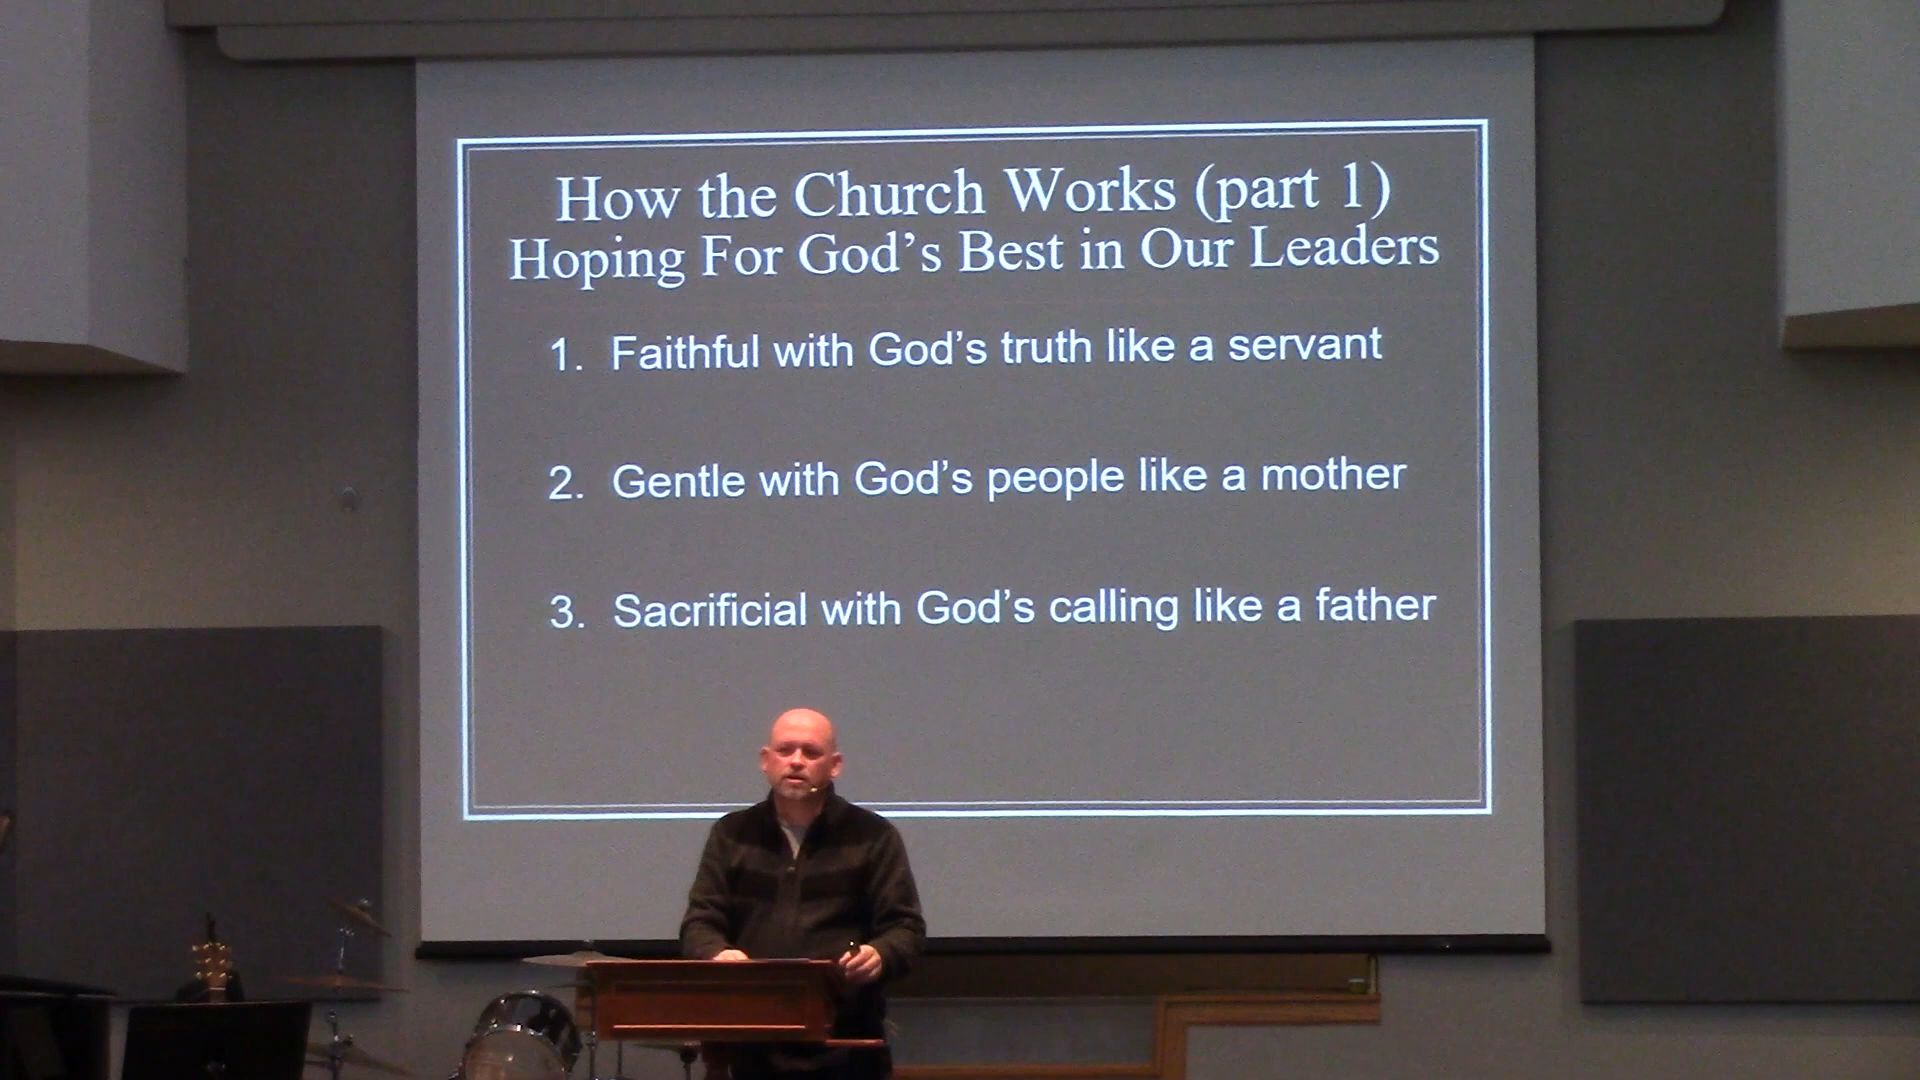 How the Church Works (part 1)
Hoping For God’s Best in Our Leaders
1. Faithful with God’s truth like a servant
2. Gentle with God’s people like a mother
3. Sacrificial with God’s calling like a father